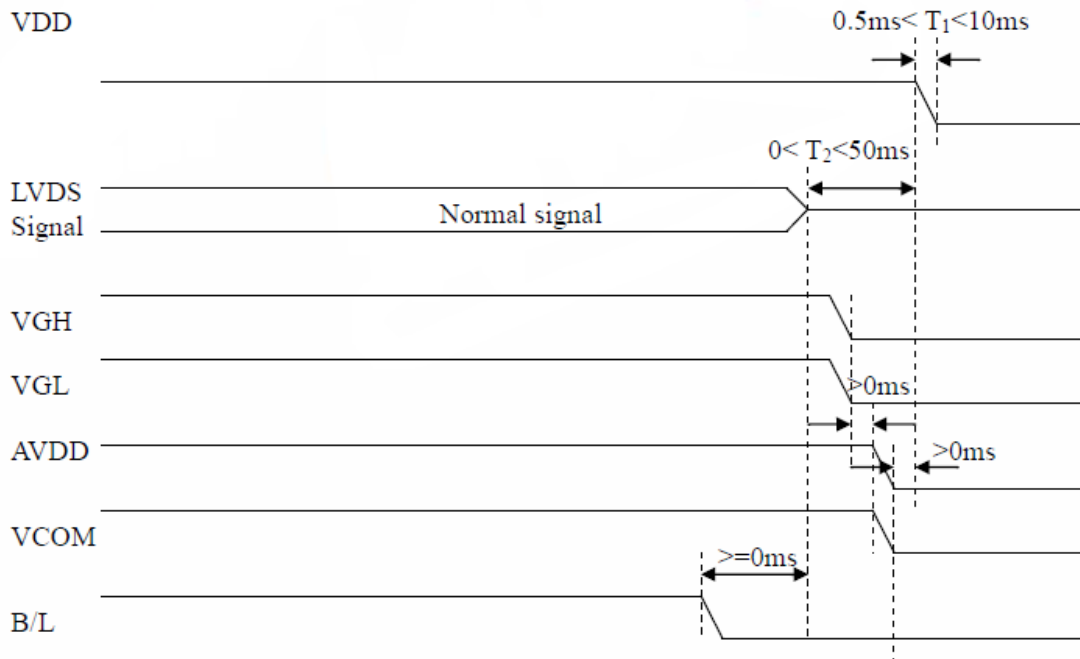 VDD
0.5ms< T1<10ms
0< T2<50ms
LVDS
Signal
Normal signal
VGH
VGL
>0ms
AVDD
>0ms
VCOM
>=0ms
B/L